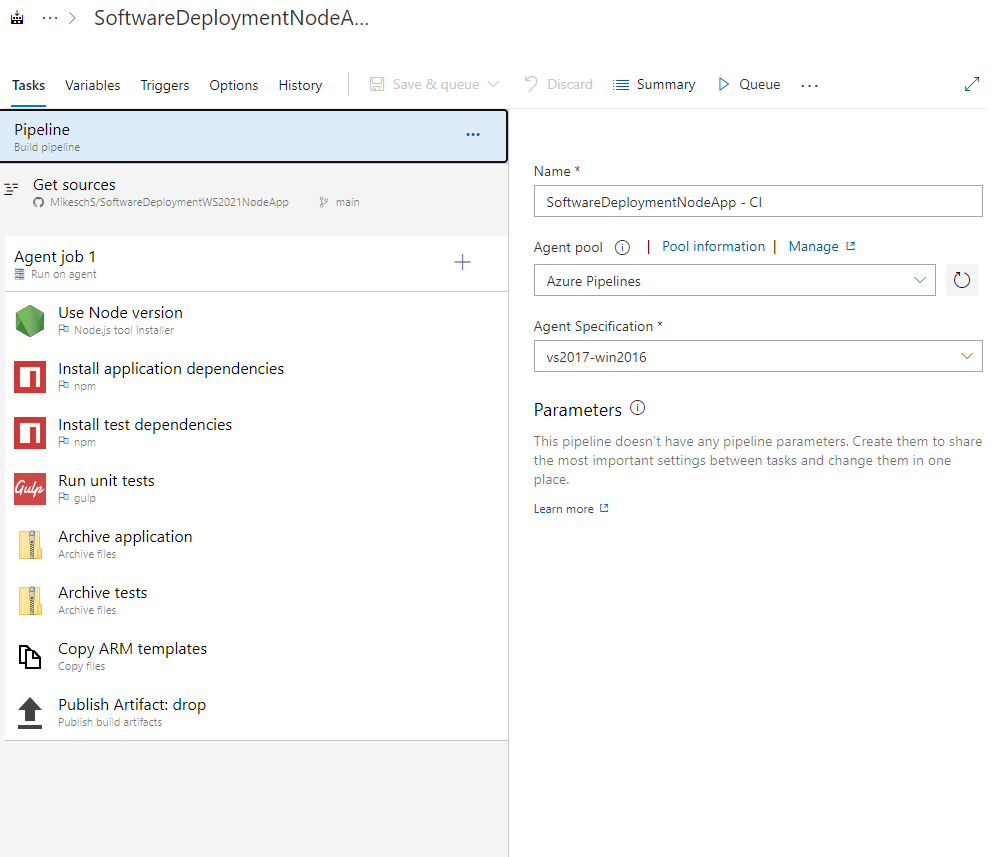 ··· > SoftwareDeploymentNodeA...
Tasks Variables Triggers Options History Save & queue Discard Summary Queue ...
Pipeline ...
Build pipeline
Get sources
MikeschS/SoftwareDeploymentWS2021NodeApp main
Agent job 1
Run on agent
Use Node version
Node.js tool installer
Install application dependencies
npm
Install test dependencies
npm
Run unit tests
Gulp
gulp
Archive application
Archive files
Archive tests
Archive files
Copy ARM templates
Copy files
Publish Artifact: drop
Publish build artifacts
Name *
SoftwareDeploymentNodeApp - CI
Agent pool | Pool information | Manage
Azure Pipelines
Agent Specification *
vs2017-win2016
Parameters
This pipeline doesn't have any pipeline parameters. Create them to share
the most important settings between tasks and change them in one
place.
Learn more